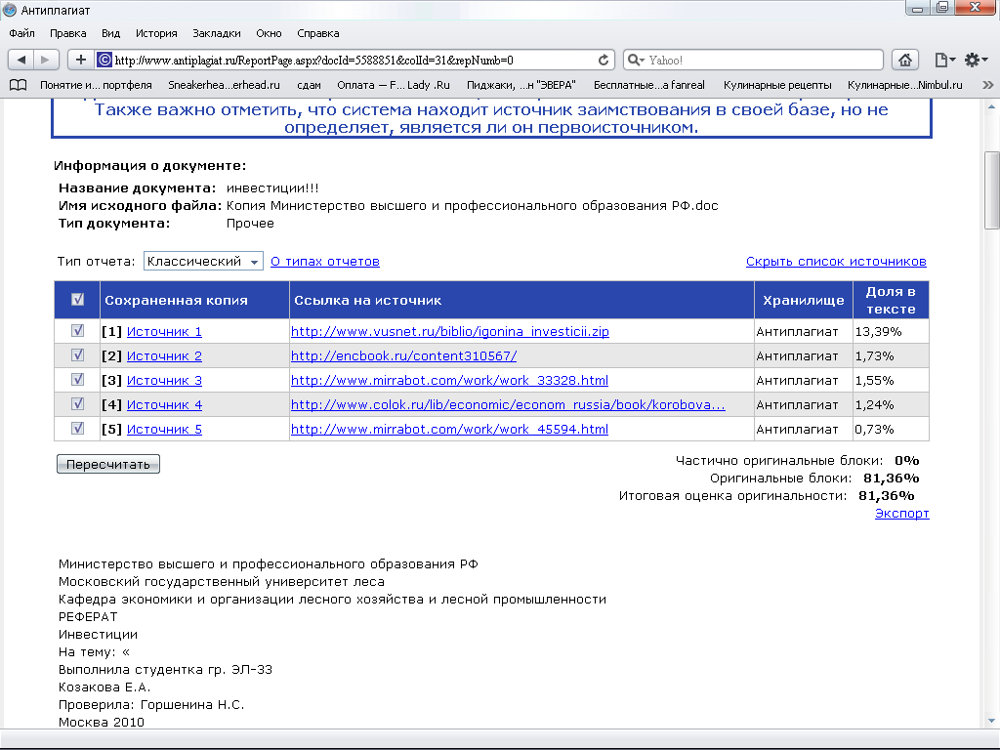 Антиплагиат
Файл Правка Вид История Закладки Окно Справка
http://www.antiplagiat.ru/ReportPage.aspx?docId=5588851&colId=31&repNumb=0 Yahoo!
Понятие и... портфеля Sneakerhea...erhead.ru сдам Оплата — F... Lady .Ru Пиджаки, ...н "ЭВЕРА" Бесплатные...a fanreal Кулинарные рецепты Кулинарные...Nimbul.ru
Также важно отметить, что система находит источник заимствования в своей базе, но не
определяет, является ли он первоисточником.
Информация о документе:
Название документа: инвестиции!!!
Имя исходного файла: Копия Министерство высшего и профессионального образования РФ.doc
Тип документа: Прочее
Тип отчета: Классический О типах отчетов Скрыть список источников
Сохраненная копия Ссылка на источник Хранилище Доля в
тексте
[1] Источник 1 http://www.vusnet.ru/biblio/igonina_investicii.zip Антиплагиат 13,39%
[2] Источник 2 http://encbook.ru/content310567/ Антиплагиат 1,73%
[3] Источник 3 http://www.mirrabot.com/work/work_33328.html Антиплагиат 1,55%
[4] Источник 4 http://www.colok.ru/lib/economic/econom_russia/book/korobova... Антиплагиат 1,24%
[5] Источник 5 http://www.mirrabot.com/work/work_45594.html Антиплагиат 0,73%
Пересчитать
Частично оригинальные блоки: 0%
Оригинальные блоки: 81,36%
Итоговая оценка оригинальности: 81,36%
Экспорт
Министерство высшего и профессионального образования РФ
Московский государственный университет леса
Кафедра экономики и организации лесного хозяйства и лесной промышленности
РЕФЕРАТ
Инвестиции
На тему: «
Выполнила студентка гр. ЭЛ-33
Козакова Е.А.
Проверила: Горшенина Н.С.
Москва 2010